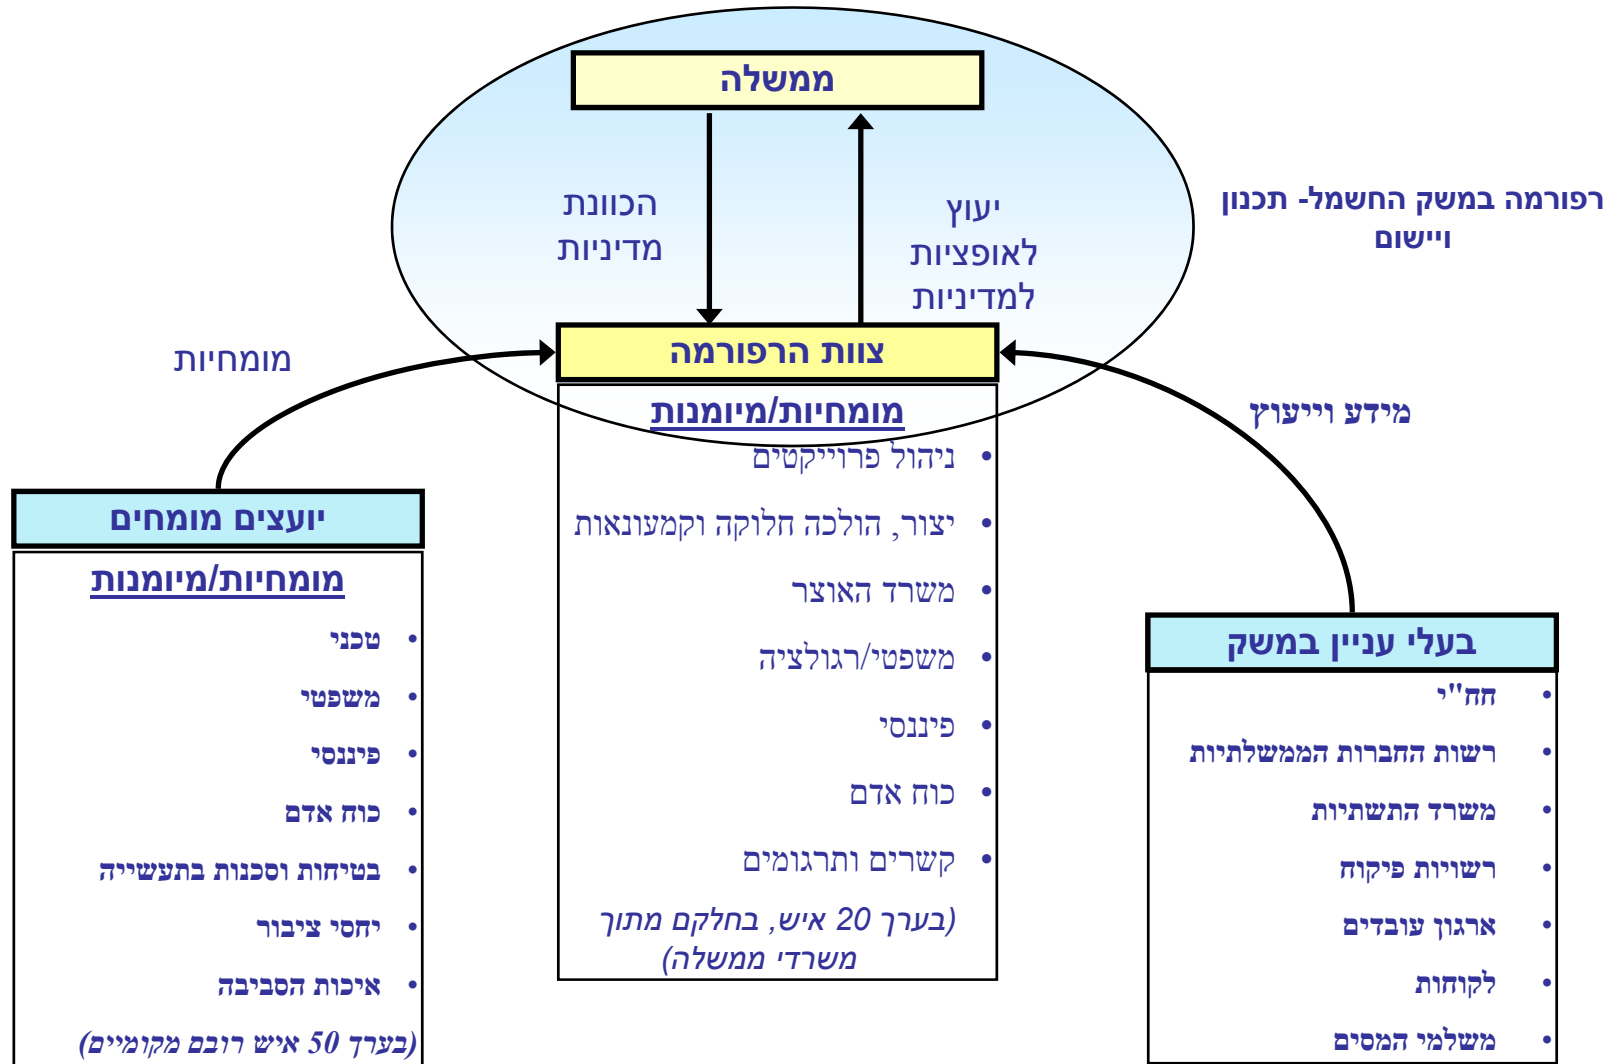 ממשלה
רפורמה במשק החשמל- תכנון
ויישום
יעוץ
לאופציות
למדיניות
הכוונת
מדיניות
צוות הרפורמה
מומחיות
מידע וייעוץ
מומחיות/מיומנות
• ניהול פרוייקטים
• יצור, הולכה חלוקה וקמעונאות
• משרד האוצר
• משפטי/רגולציה
• פיננסי
• כוח אדם
• קשרים ותרגומים
(בערך 20 איש, בחלקם מתוך
משרדי ממשלה)
בעלי עניין במשק
• חח"י
• רשות החברות הממשלתיות
• משרד התשתיות
• רשויות פיקוח
• ארגון עובדים
• לקוחות
• משלמי המסים
יועצים מומחים
מומחיות/מיומנות
• טכני
• משפטי
• פיננסי
• כוח אדם
• בטיחות וסכנות בתעשייה
• יחסי ציבור
• איכות הסביבה
(בערך 50 איש רובם מקומיים)